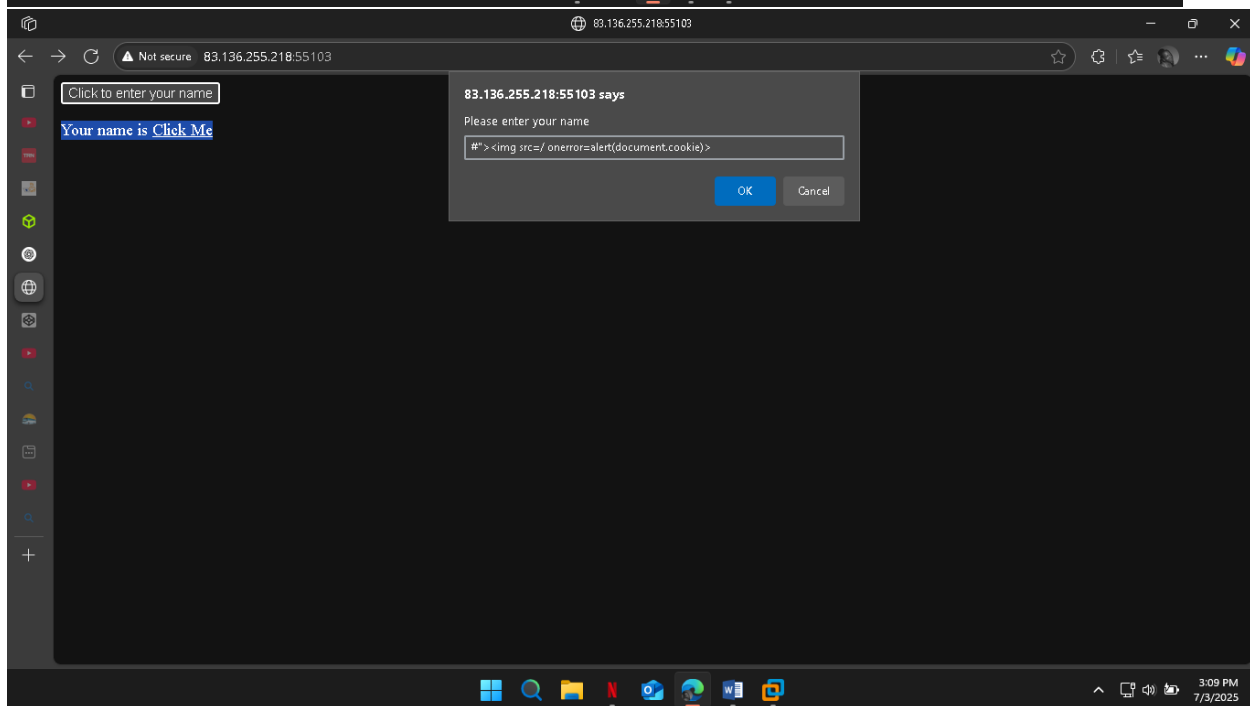 83.136.255.218:55103
Not secure 83.136.255.218:55103
Click to enter your name
83.136.255.218:55103 says
Your name is Click Me
Please enter your name
#"><img src=/ onerror=alert(document.cookie)>
OK Cancel
3:09 PM
7/3/2025